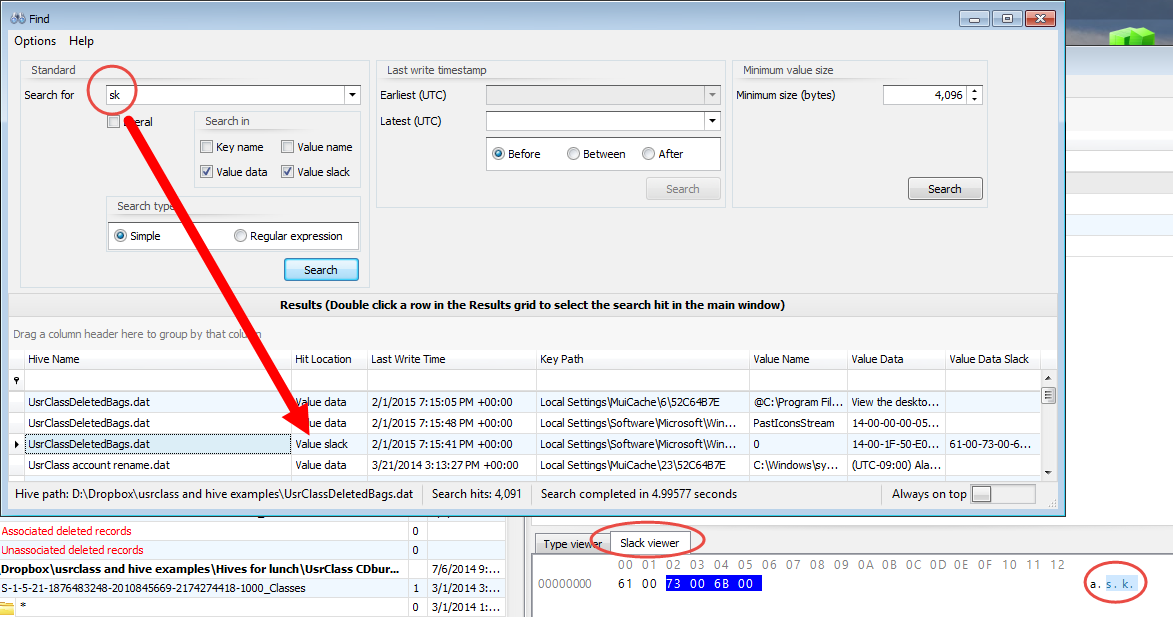 Find
Options Help
Standard
Search for sk
Search in
Key name Value name
Value data Value slack
Search type
Simple Regular expression
Search
Last write timestamp
Earliest (UTC)
Latest (UTC)
Before Between After
Search
Minimum value size
Minimum size (bytes) 4,096
Search
Results (Double click a row in the Results grid to select the search hit in the main window)
Drag a column header here to group by that column
Hive Name Hit Location Last Write Time Key Path Value Name Value Data Value Data Slack
UsrClassDeletedBags.dat Value data 2/1/2015 7:15:05 PM +00:00 Local Settings\MuiCache\6\52C64B7E @C:\Program Fil... View the deskto...
UsrClassDeletedBags.dat Value data 2/1/2015 7:15:48 PM +00:00 Local Settings\Software\Microsoft\Win... PastIconsStream 14-00-00-00-05...
UsrClassDeletedBags.dat Value slack 2/1/2015 7:15:41 PM +00:00 Local Settings\Software\Microsoft\Win... 0 14-00-1F-50-E0... 61-00-73-00-6...
UsrClass account rename.dat Value data 3/21/2014 3:13:27 PM +00:00 Local Settings\MuiCache\23\52C64B7E C:\Windows\sy... (UTC-09:00) Ala...
Hive path: D:\Dropbox\usrclass and hive examples\UsrClassDeletedBags.dat Search hits: 4,091 Search completed in 4.99577 seconds Always on top
Associated deleted records 0
Unassociated deleted records 0
Dropbox\usrclass and hive examples\Hives for lunch\UsrClass CDbur... 7/6/2014 9:...
S-1-5-21-1876483248-2010845669-2174274418-1000_Classes 1 3/1/2014 3:...
* 0 3/1/2014 1:...
Type viewer Slack viewer
00 01 02 03 04 05 06 07 08 09 0A 0B 0C 0D 0E 0F 10 11 12
00000000 61 00 73 00 6B 00 a.s.k.